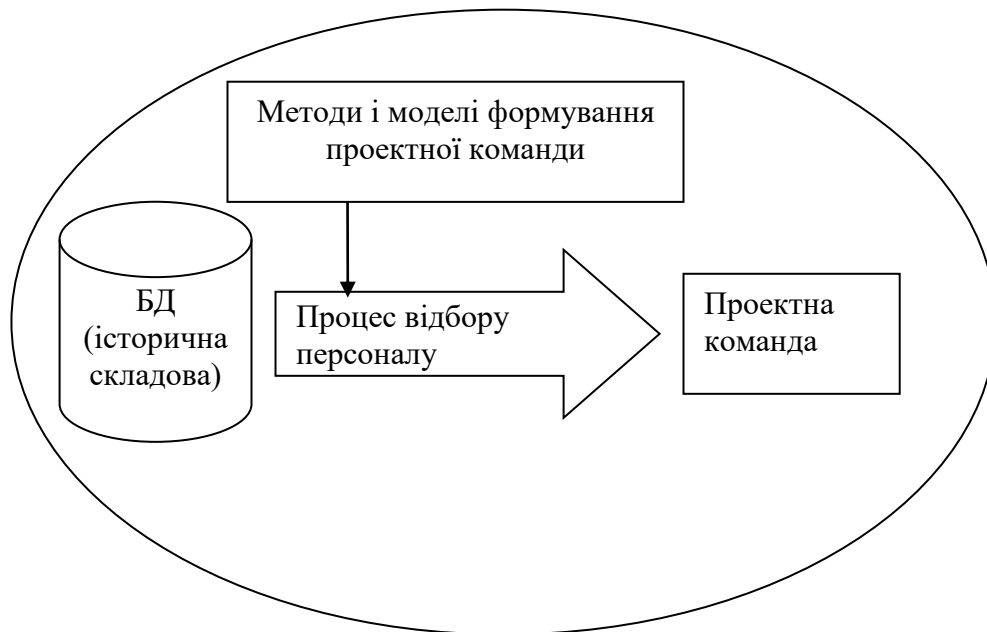 Методи і моделі формування
проектної команди
БД
(історична
складова)
Процес відбору
персоналу
Проектна
команда